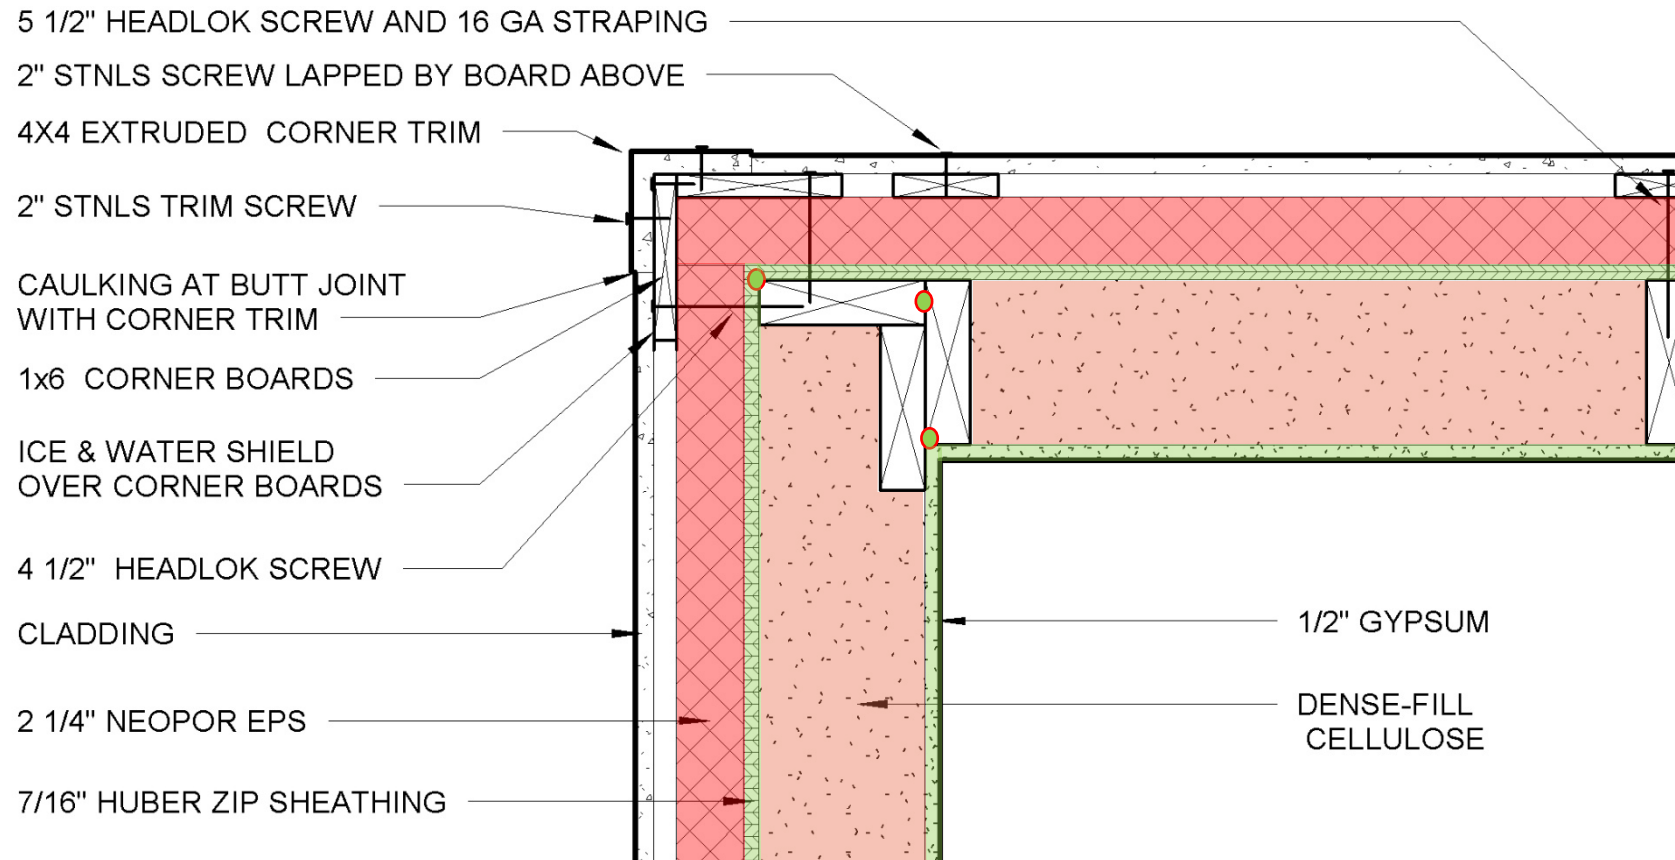 5 1/2" HEADLOK SCREW AND 16 GA STRAPING
2" STNLS SCREW LAPPED BY BOARD ABOVE
4X4 EXTRUDED CORNER TRIM
2" STNLS TRIM SCREW
CAULKING AT BUTT JOINT
WITH CORNER TRIM
1x6 CORNER BOARDS
ICE & WATER SHIELD
OVER CORNER BOARDS
4 1/2" HEADLOK SCREW
CLADDING
2 1/4" NEOPOR EPS
7/16" HUBER ZIP SHEATHING
1/2" GYPSUM
DENSE-FILL
CELLULOSE